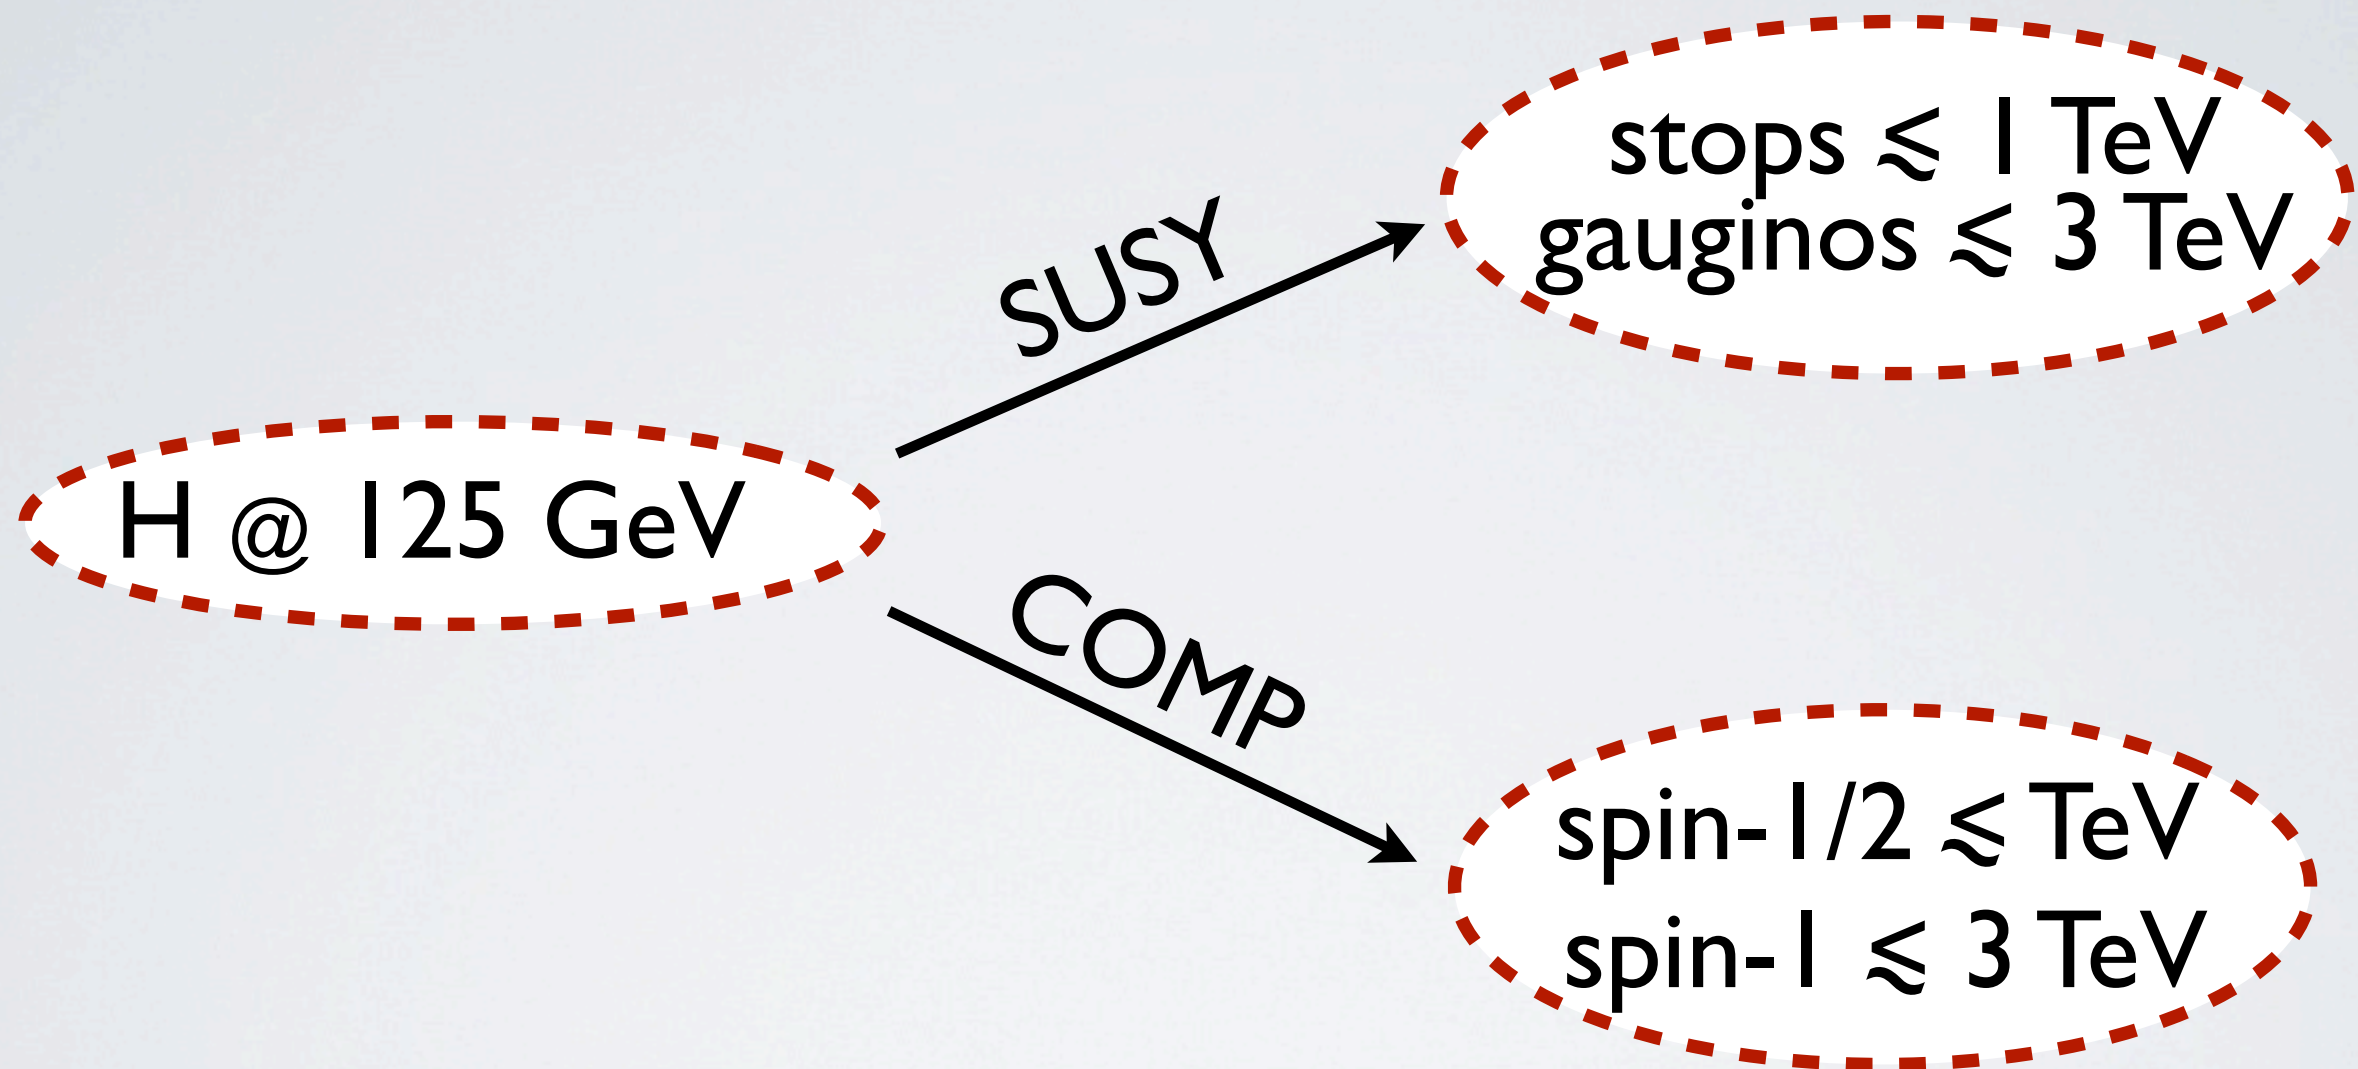 H @ 125 GeV
SUSY
stops ≲ 1 TeV
gauginos ≲ 3 TeV
COMP
spin-1/2 ≲ TeV
spin-1 ≲ 3 TeV